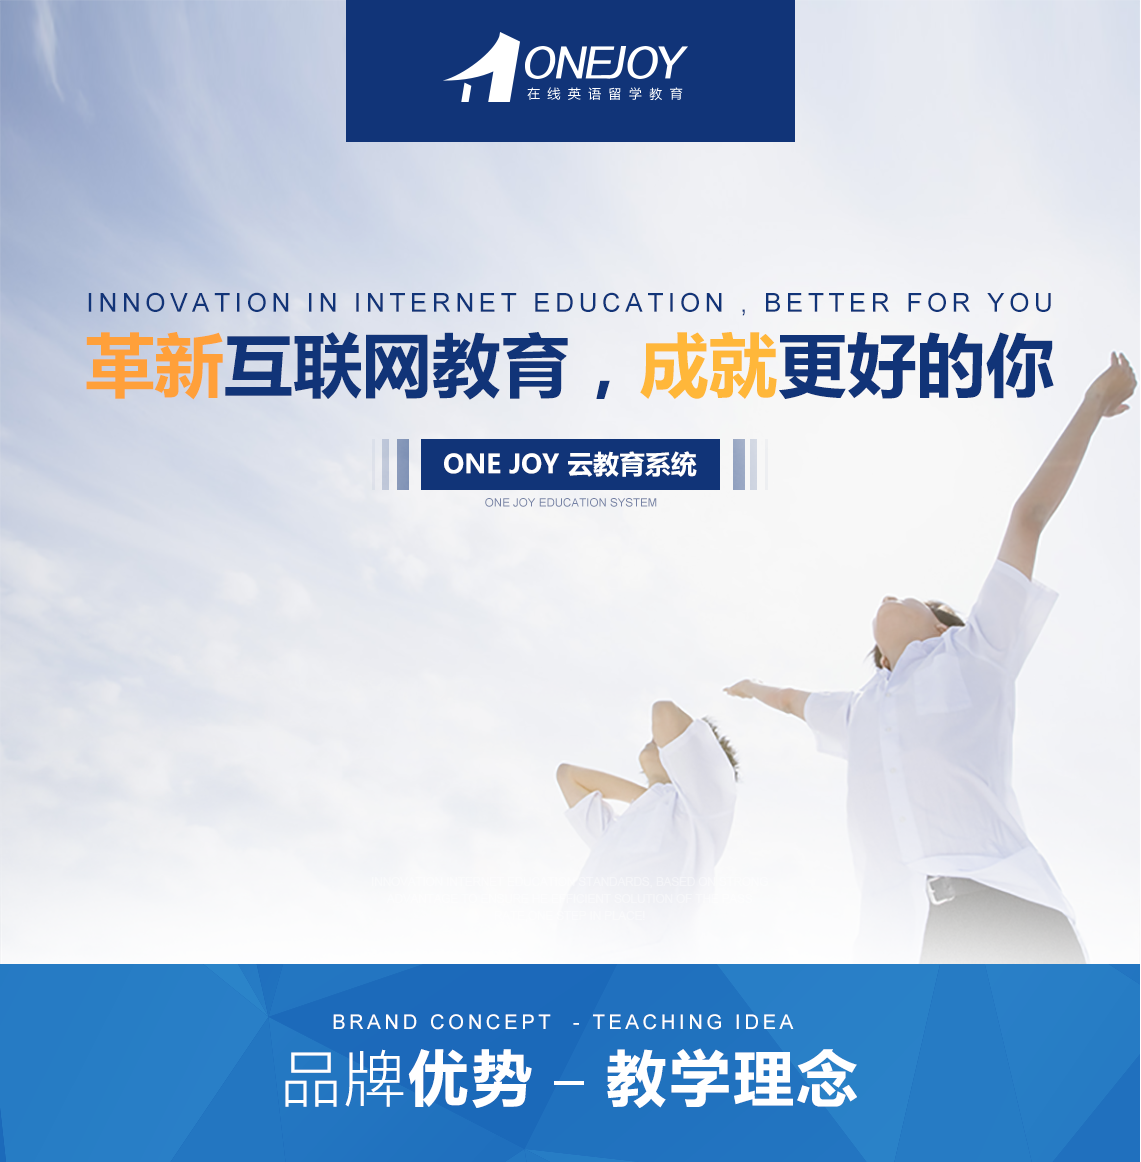 ONEJOY
在线英语留学教育
INNOVATION IN INTERNET EDUCATION , BETTER FOR YOU
革新互联网教育，成就更好的你
ONE JOY 云教育系统
ONE JOY EDUCATION SYSTEM
STANDARDS, BASED
BRAND CONCEPT - TEACHING IDEA
品牌优势 – 教学理念